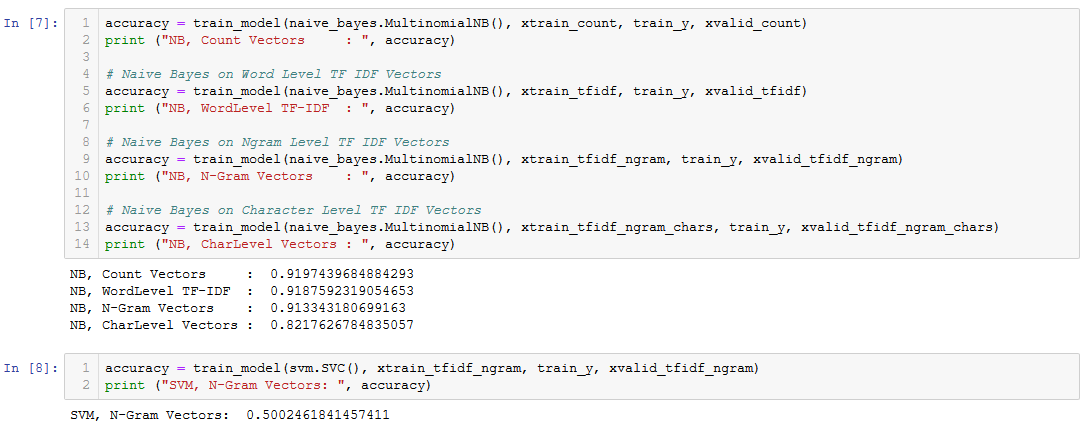 In [7]:
1 accuracy = train_model(naive_bayes.MultinomialNB(), xtrain_count, train_y, xvalid_count)
2 print ("NB, Count Vectors     : ", accuracy)
3
4 # Naive Bayes on Word Level TF IDF Vectors
5 accuracy = train_model(naive_bayes.MultinomialNB(), xtrain_tfidf, train_y, xvalid_tfidf)
6 print ("NB, WordLevel TF-IDF  : ", accuracy)
7
8 # Naive Bayes on Ngram Level TF IDF Vectors
9 accuracy = train_model(naive_bayes.MultinomialNB(), xtrain_tfidf_ngram, train_y, xvalid_tfidf_ngram)
10 print ("NB, N-Gram Vectors    : ", accuracy)
11
12 # Naive Bayes on Character Level TF IDF Vectors
13 accuracy = train_model(naive_bayes.MultinomialNB(), xtrain_tfidf_ngram_chars, train_y, xvalid_tfidf_ngram_chars)
14 print ("NB, CharLevel Vectors : ", accuracy)
NB, Count Vectors     :  0.9197439684884293
NB, WordLevel TF-IDF  :  0.9187592319054653
NB, N-Gram Vectors    :  0.913343180699163
NB, CharLevel Vectors :  0.8217626784835057
In [8]:
1 accuracy = train_model(svm.SVC(), xtrain_tfidf_ngram, train_y, xvalid_tfidf_ngram)
2 print ("SVM, N-Gram Vectors: ", accuracy)
SVM, N-Gram Vectors:  0.5002461841457411